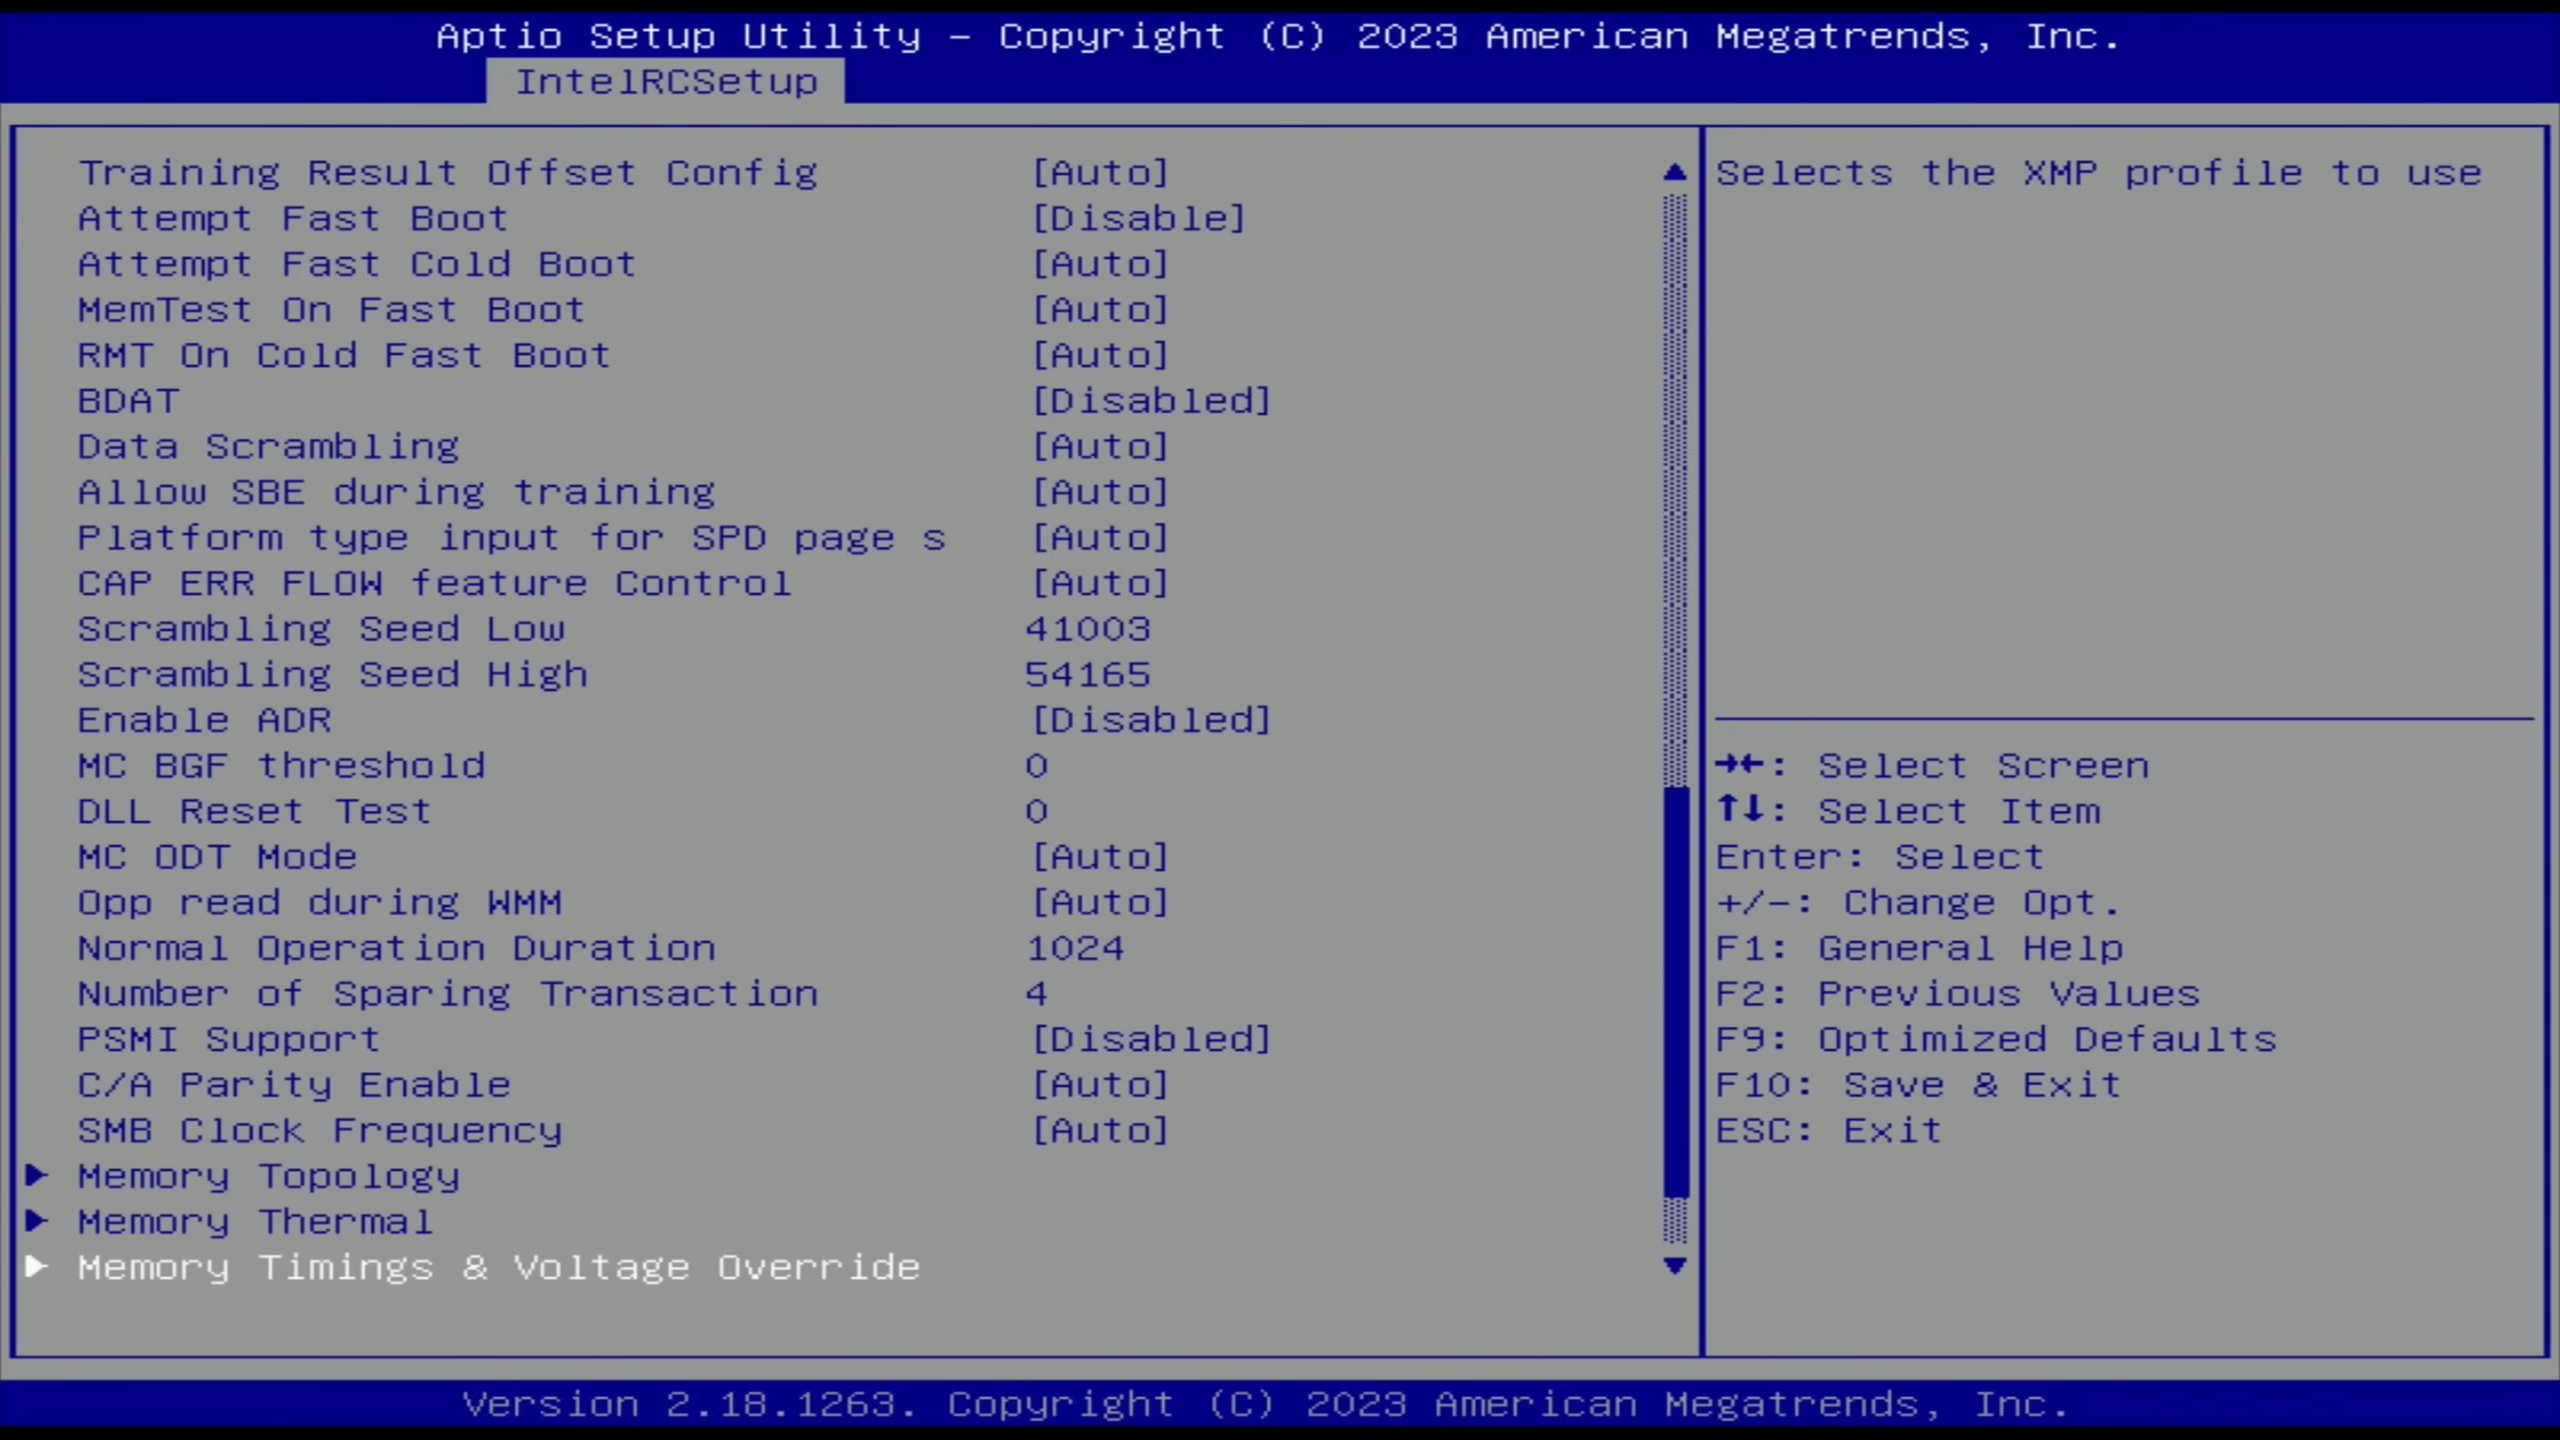 Aptio Setup Utility - Copyright (C) 2023 American Megatrends, Inc.
IntelRCSetup
Training Result Offset Config [Auto]
Attempt Fast Boot [Disable]
Attempt Fast Cold Boot [Auto]
MemTest On Fast Boot [Auto]
RMT On Cold Fast Boot [Auto]
BDAT [Disabled]
Data Scrambling [Auto]
Allow SBE during training [Auto]
Platform type input for SPD page s [Auto]
CAP ERR FLOW feature Control [Auto]
Scrambling Seed Low 41003
Scrambling Seed High 54165
Enable ADR [Disabled]
MC BGF threshold 0
DLL Reset Test 0
MC ODT Mode [Auto]
Opp read during WMM [Auto]
Normal Operation Duration 1024
Number of Sparing Transaction 4
PSMI Support [Disabled]
C/A Parity Enable [Auto]
SMB Clock Frequency [Auto]
Memory Topology
Memory Thermal
Memory Timings & Voltage Override
Selects the XMP profile to use
→←: Select Screen
↑↓: Select Item
Enter: Select
+/-: Change Opt.
F1: General Help
F2: Previous Values
F9: Optimized Defaults
F10: Save & Exit
ESC: Exit
Version 2.18.1263. Copyright (C) 2023 American Megatrends, Inc.